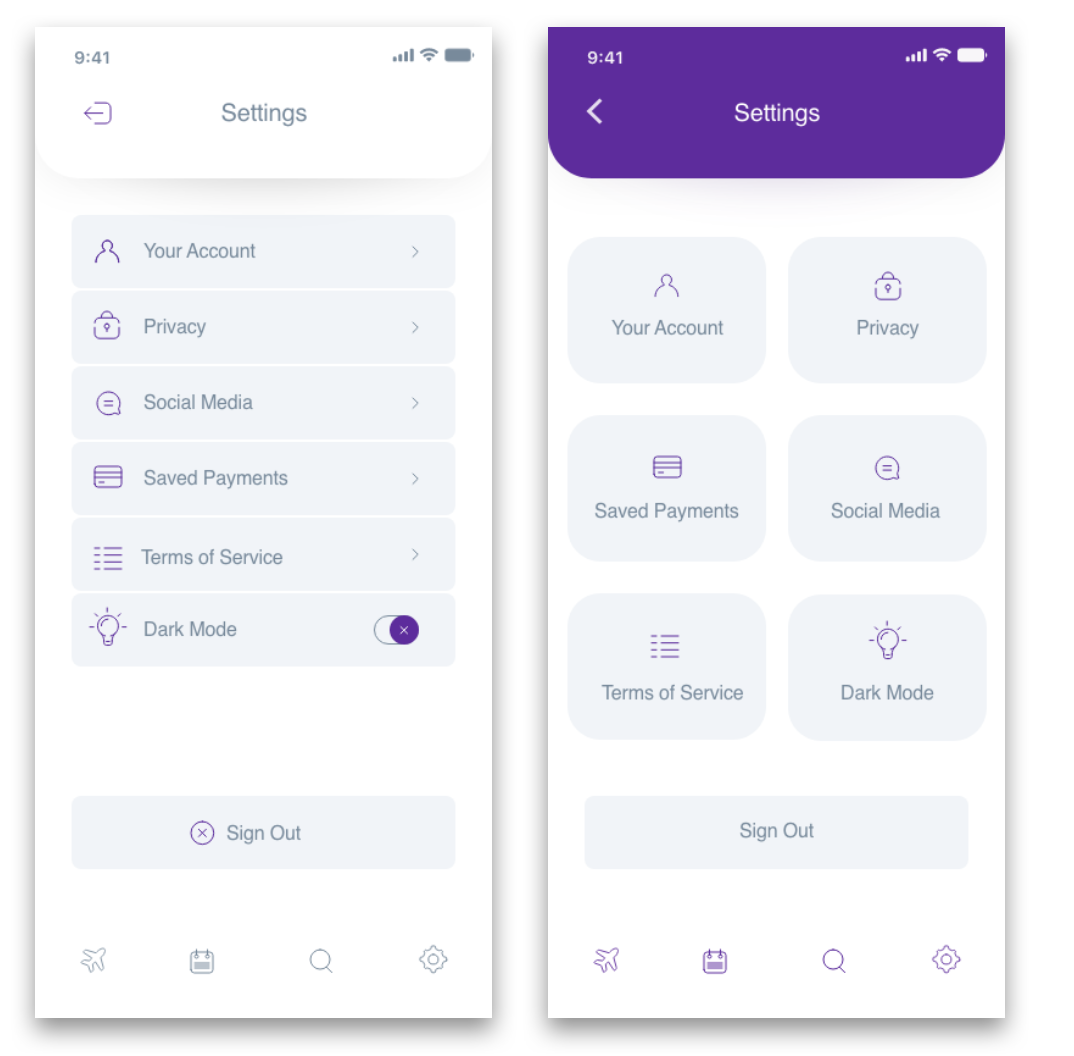 9:41
Settings
Your Account
Privacy
Social Media
Saved Payments
Terms of Service
Dark Mode
Sign Out
9:41
Settings
Your Account
Privacy
Saved Payments
Social Media
Terms of Service
Dark Mode
Sign Out